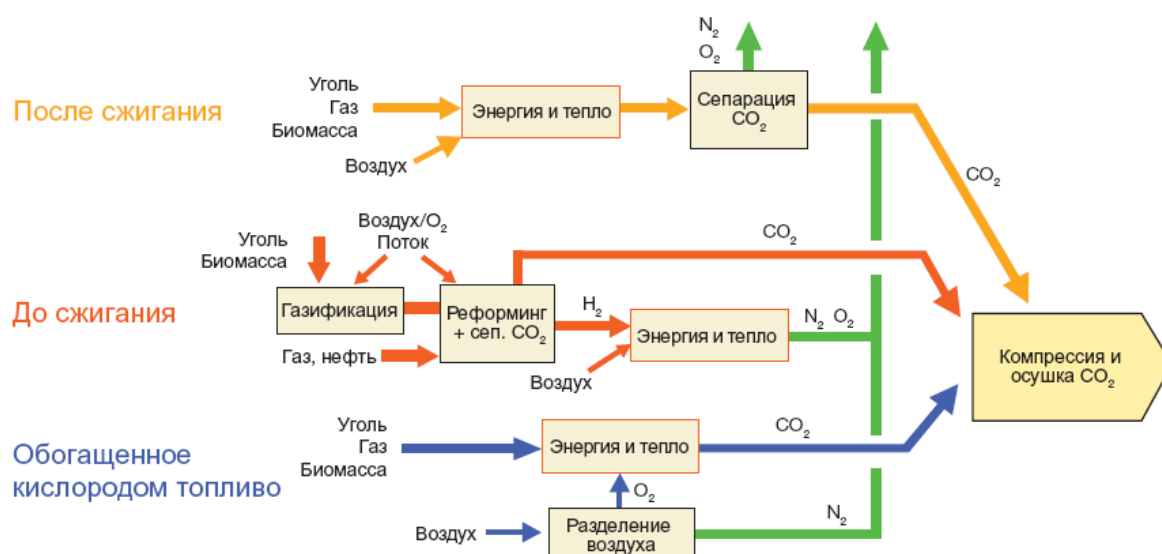 N₂
O₂
После сжигания
Уголь
Газ
Биомасса
Воздух
Энергия и тепло
Сепарация
CO₂
CO₂
До сжигания
Уголь
Биомасса
Воздух/O₂
Поток
Газификация
Газ, нефть
Реформинг
+ сеп. CO₂
H₂
Воздух
Энергия и тепло
CO₂
N₂ O₂
Компрессия и
осушка CO₂
Обогащенное
кислородом топливо
Уголь
Газ
Биомасса
Энергия и тепло
CO₂
O₂
Воздух
Разделение
воздуха
N₂